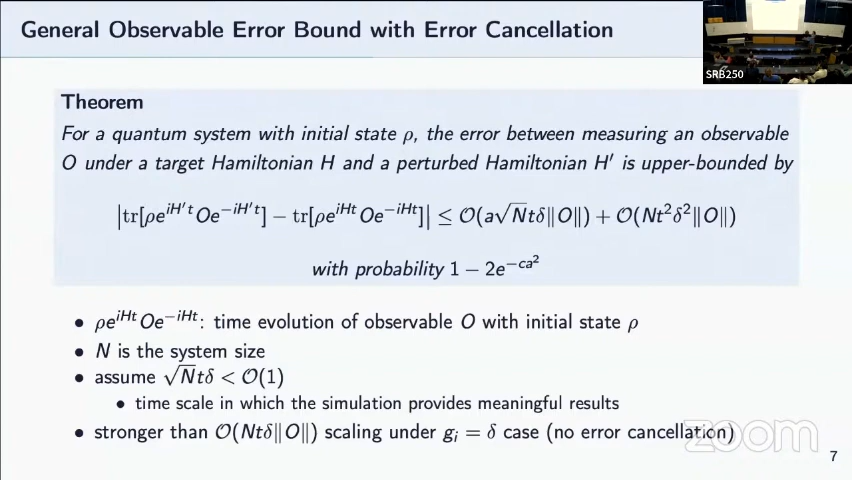 General Observable Error Bound with Error Cancellation
SRB250
Theorem
For a quantum system with initial state ρ, the error between measuring an observable
O under a target Hamiltonian H and a perturbed Hamiltonian H′ is upper-bounded by
|tr[ρe^{iH′t}Oe^{−iH′t}] − tr[ρe^{iHt}Oe^{−iHt}]| ≤ 𝒪(a√Ntδ‖O‖) + 𝒪(Nt²δ²‖O‖)
with probability 1 − 2e^{−ca²}
• ρe^{iHt}Oe^{−iHt}: time evolution of observable O with initial state ρ
• N is the system size
• assume √Ntδ < 𝒪(1)
• time scale in which the simulation provides meaningful results
• stronger than 𝒪(Ntδ‖O‖) scaling under g_i = δ case (no error cancellation)
zoom
7